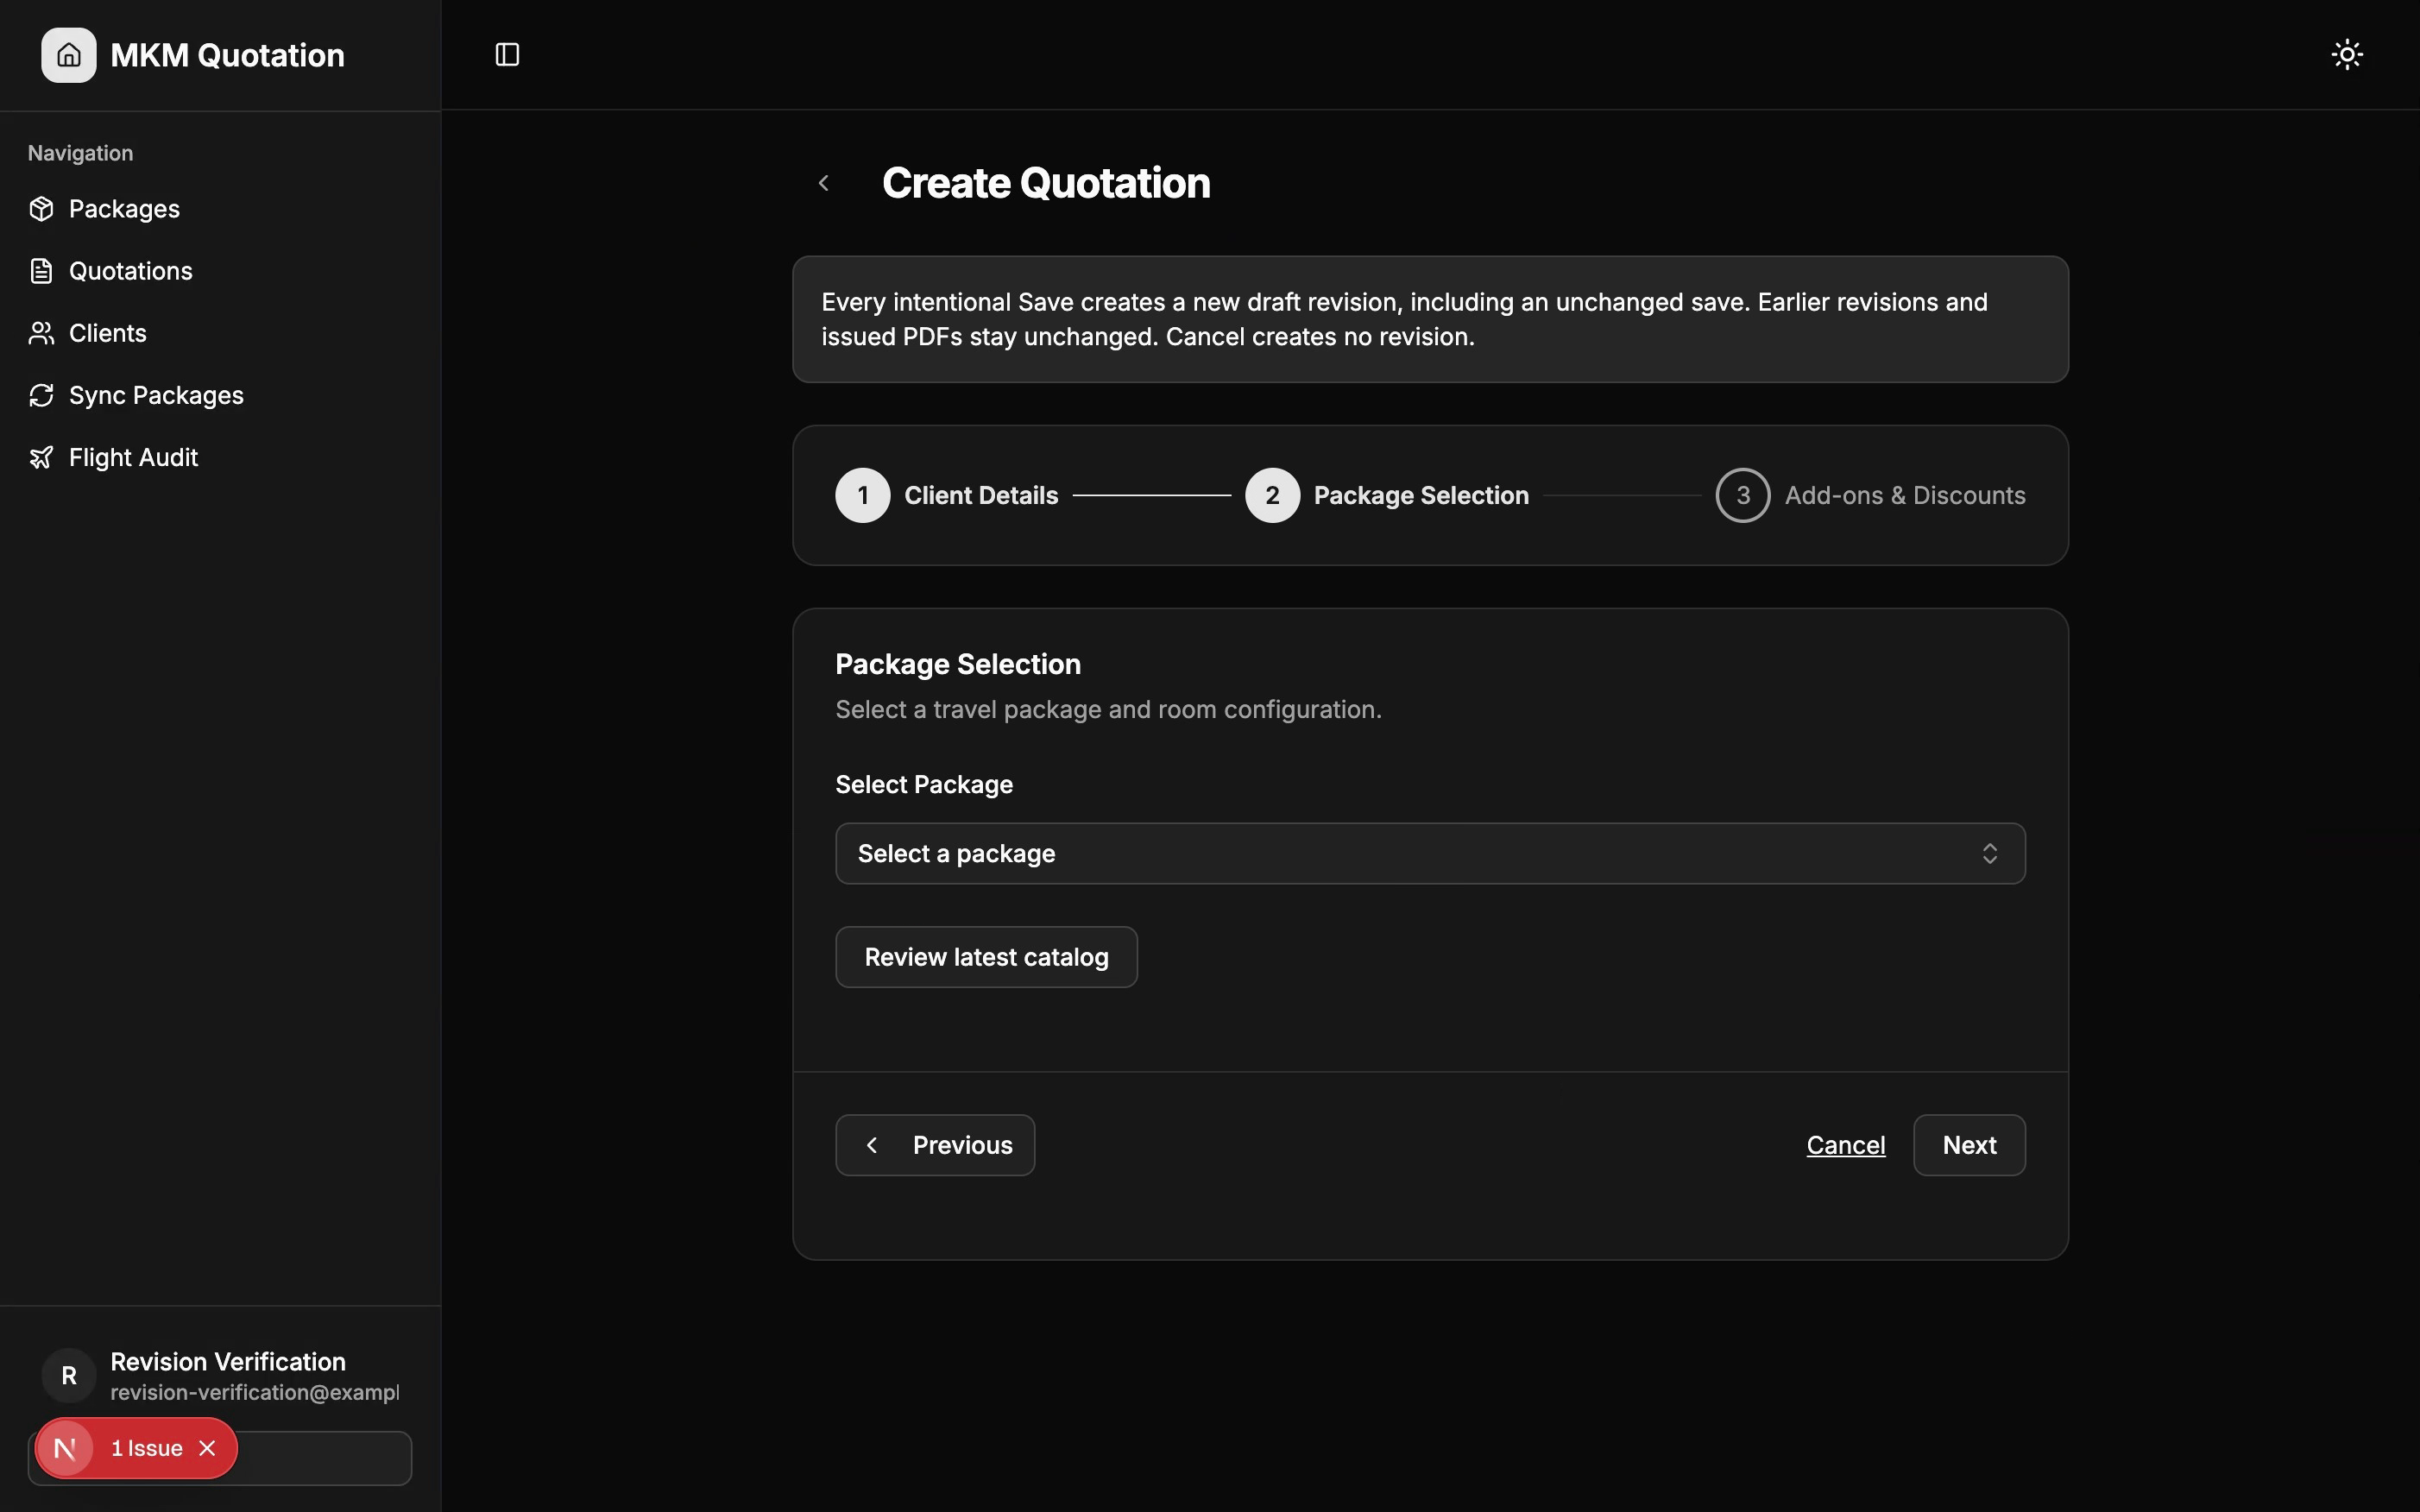 MKM Quotation
Navigation
Packages
Quotations
Clients
Sync Packages
Flight Audit
Create Quotation
Every intentional Save creates a new draft revision, including an unchanged save. Earlier revisions and
issued PDFs stay unchanged. Cancel creates no revision.
1 Client Details
2 Package Selection
3 Add-ons & Discounts
Package Selection
Select a travel package and room configuration.
Select Package
Select a package
Review latest catalog
Previous
Cancel
Next
R
Revision Verification
revision-verification@exampl
N
1 Issue